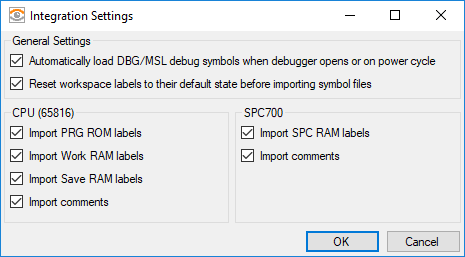 Integration Settings
General Settings
Automatically load DBG/MSL debug symbols when debugger opens or on power cycle
Reset workspace labels to their default state before importing symbol files
CPU (65816)
Import PRG ROM labels
Import Work RAM labels
Import Save RAM labels
Import comments
SPC700
Import SPC RAM labels
Import comments
OK
Cancel